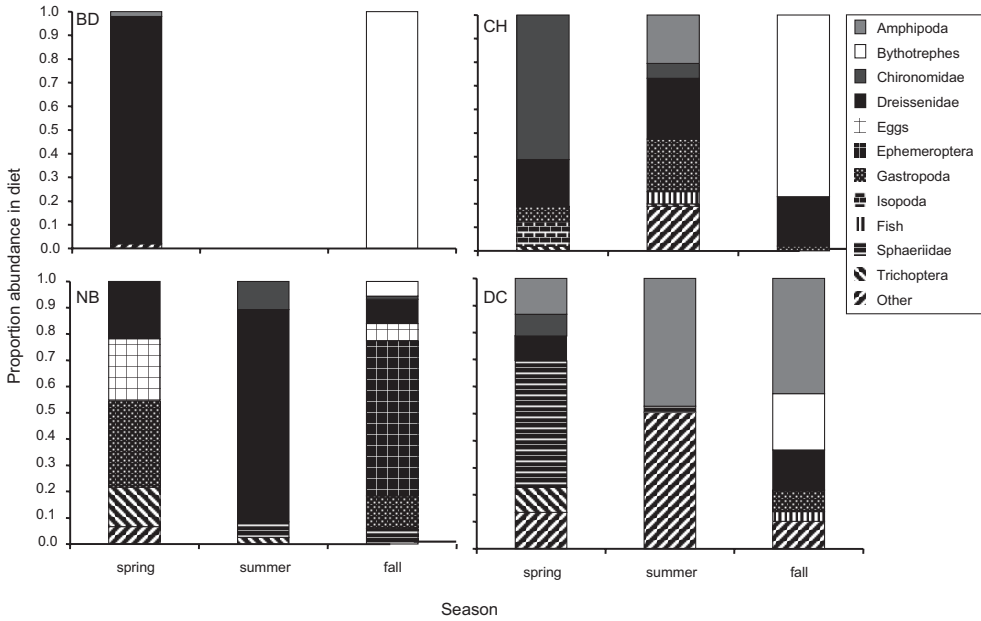 BD
1.0
0.9
0.8
0.7
0.6
0.5
0.4
0.3
0.2
0.1
0.0
CH
Amphipoda
Bythotrephes
Chironomidae
Dreissenidae
Eggs
Ephemeroptera
Gastropoda
Isopoda
Fish
Sphaeriidae
Trichoptera
Other
Proportion abundance in diet
NB
1.0
0.9
0.8
0.7
0.6
0.5
0.4
0.3
0.2
0.1
0.0
spring summer fall
DC
spring summer fall
Season